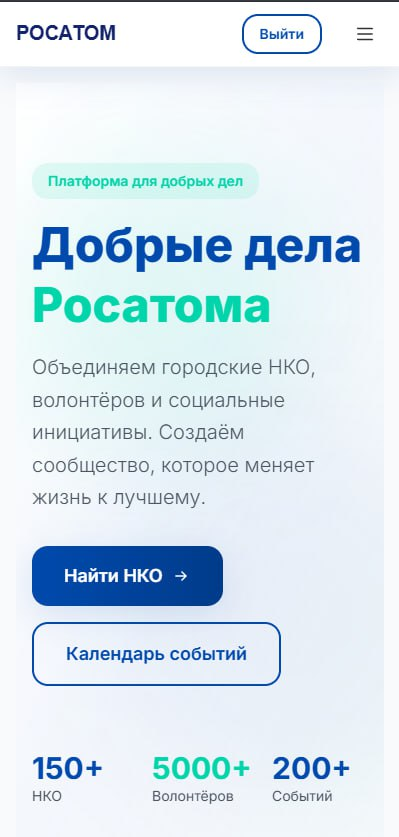 РОСАТОМ
Выйти
Платформа для добрых дел
Добрые дела
Росатома
Объединяем городские НКО,
волонтёров и социальные
инициативы. Создаём
сообщество, которое меняет
жизнь к лучшему.
Найти НКО →
Календарь событий
150+ 5000+ 200+
НКО Волонтёров Событий